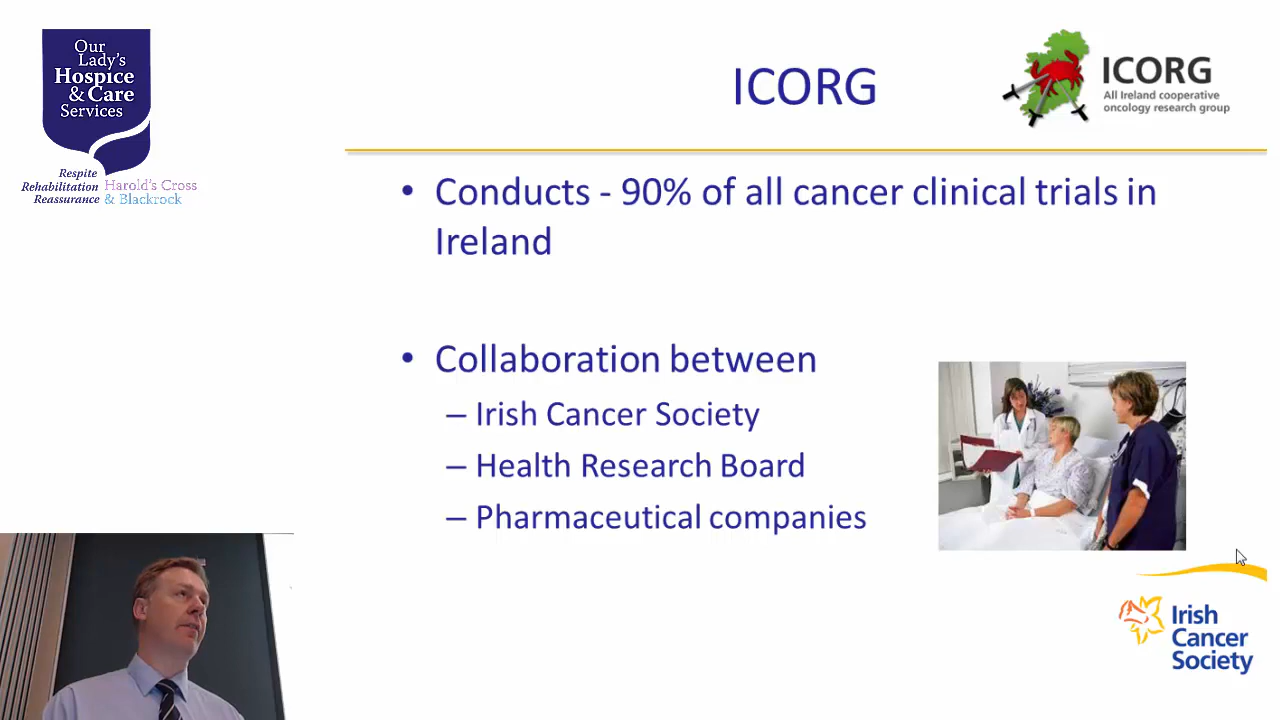 Our
Lady's
Hospice
& Care
Services
Respite
Rehabilitation
Reassurance
Harold's Cross
& Blackrock
ICORG
ICORG
All Ireland cooperative
oncology research group
• Conducts - 90% of all cancer clinical trials in
Ireland
• Collaboration between
– Irish Cancer Society
– Health Research Board
– Pharmaceutical companies
Irish
Cancer
Society